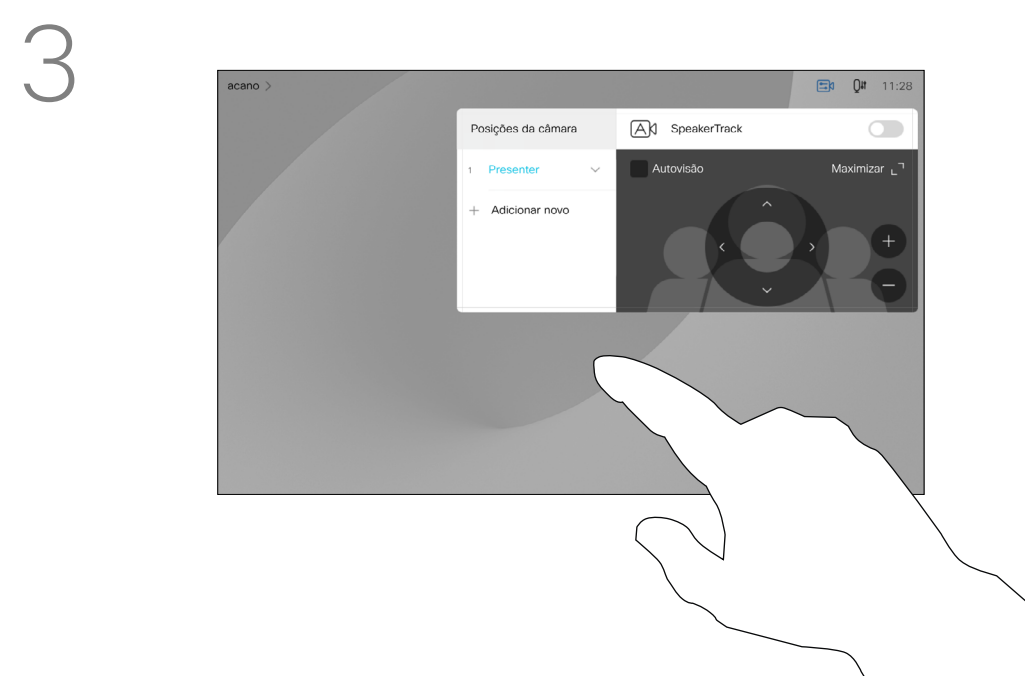 3
acano >
11:28
Posições da câmara
SpeakerTrack
1 Presenter
Autovisão
Maximizar
+ Adicionar novo